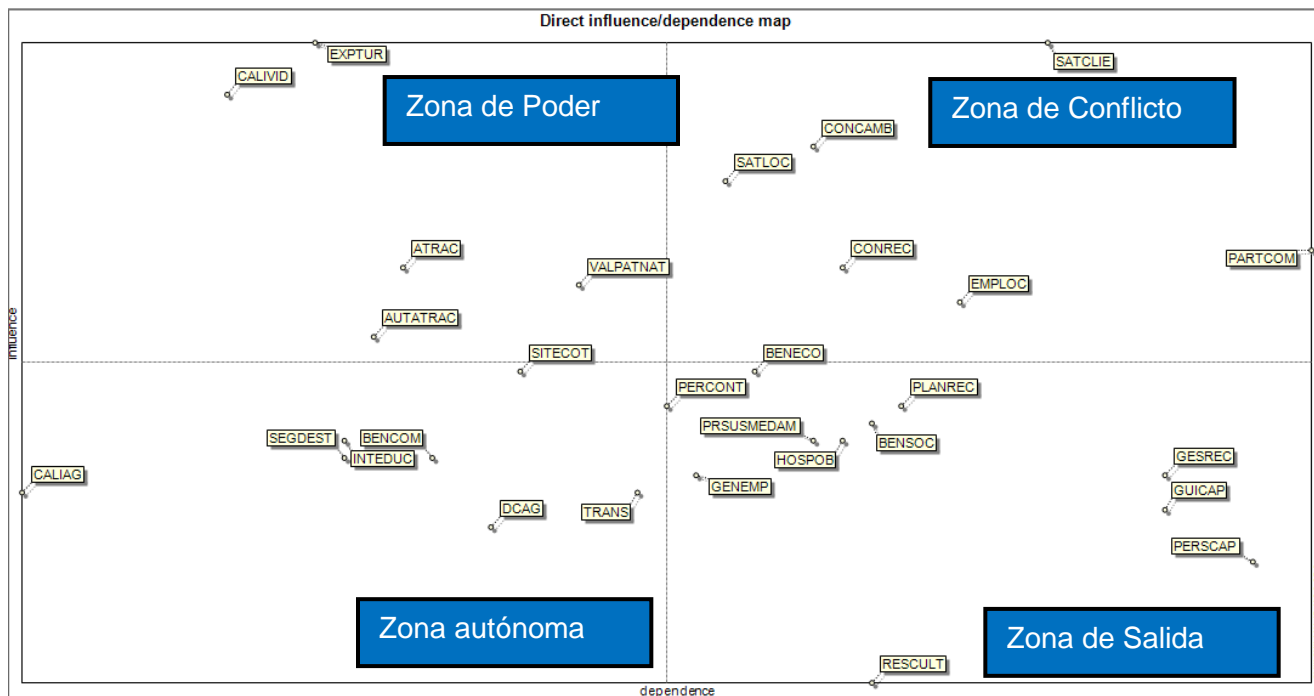 Direct influence/dependence map
EXPTUR
SATCLIE
CALIVID
Zona de Poder
Zona de Conflicto
CONCAMB
SATLOC
ATRAC
CONREC
PARTCOM
VALPATNAT
EMPLOC
AUTATRAC
influence
SITECOT
BENECO
PERCONT
PLANREC
PRSUSMEDAM
SEGDEST
BENCOM
BENSOC
INTEDUC
HOSPOB
GESREC
CALIAG
GENEMP
GUICAP
DCAG
TRANS
PERSCAP
Zona autónoma
Zona de Salida
RESCULT
dependence